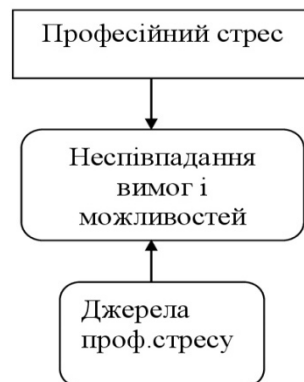 Професійний стрес
Неспівпадання
вимог і
можливостей
Джерела
проф.стресу